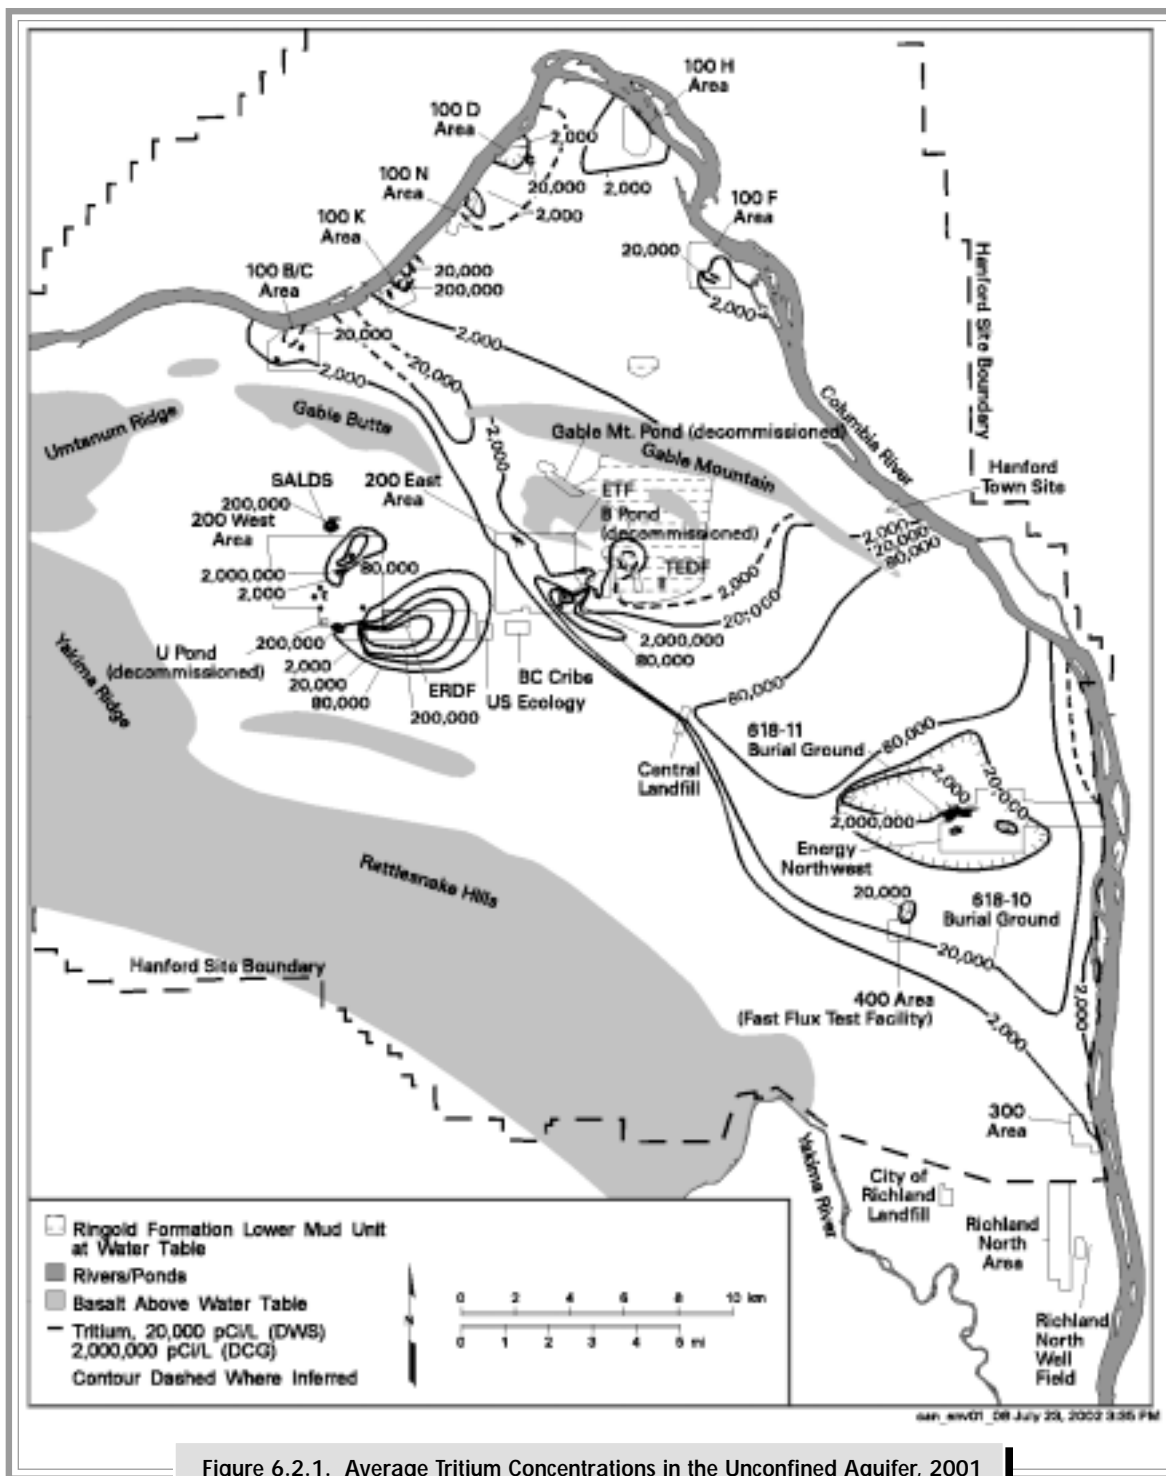 100 H
Area
100 D
Area
2,000
20,000
2,000
100 N
Area
2,000
100 K
Area
100 F
Area
20,000
2,000
20,000
200,000
100 B/C
Area
20,000
2,000
2,000
20,000
Hanford Site Boundary
Columbia River
Umtanum Ridge
Gable Butte
2,000
Gable Mt. Pond (decommissioned)
Gable Mountain
Hanford
Town Site
SALDS
200,000
200 West
Area
200 East
Area
ETF
B Pond
(decommissioned)
TEDF
2,000
20,000
80,000
2,000,000
2,000
80,000
2,000
20,000
2,000,000
80,000
200,000
U Pond
(decommissioned)
2,000
20,000
80,000
ERDF
200,000
BC Cribs
US Ecology
Yakima Ridge
80,000
618-11
Burial Ground
80,000
Central
Landfill
2,000
20,000
2,000,000
Energy
Northwest
Rattlesnake Hills
20,000
618-10
Burial Ground
20,000
2,000
Hanford Site Boundary
400 Area
(Fast Flux Test Facility)
2,000
300
Area
Yakima River
City of
Richland
Landfill
Richland
North
Area
Richland
North
Well
Field
Ringold Formation Lower Mud Unit
at Water Table
Rivers/Ponds
Basalt Above Water Table
Tritium, 20,000 pCi/L (DWS)
2,000,000 pCi/L (DCG)
Contour Dashed Where Inferred
N
0 2 4 6 8 10 km
0 1 2 3 4 5 mi
can_env01_08 July 23, 2002 3:35 PM
Figure 6.2.1. Average Tritium Concentrations in the Unconfined Aquifer, 2001